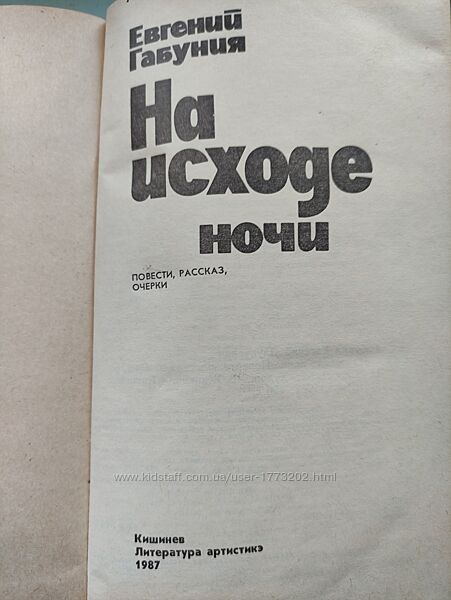 Евгений
Габуния
На
исходе
ночи
ПОВЕСТИ, РАССКАЗ,
ОЧЕРКИ
www.kidstaff.com.ua/user-1773202.html
Кишинев
Литература артистикэ
1987